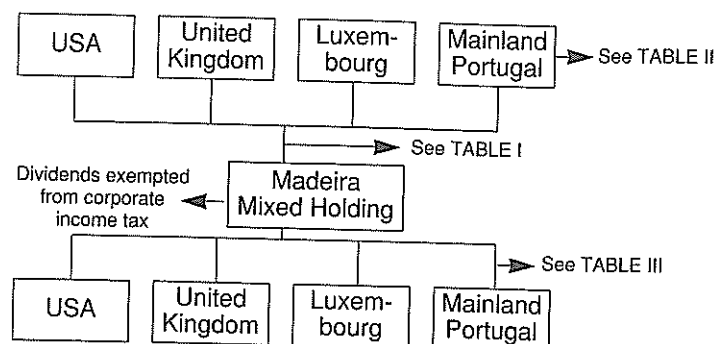 USA
United
Kingdom
Luxem-
bourg
Mainland
Portugal
See TABLE II
See TABLE I
Dividends exempted
from corporate
income tax
Madeira
Mixed Holding
See TABLE III
USA
United
Kingdom
Luxem-
bourg
Mainland
Portugal